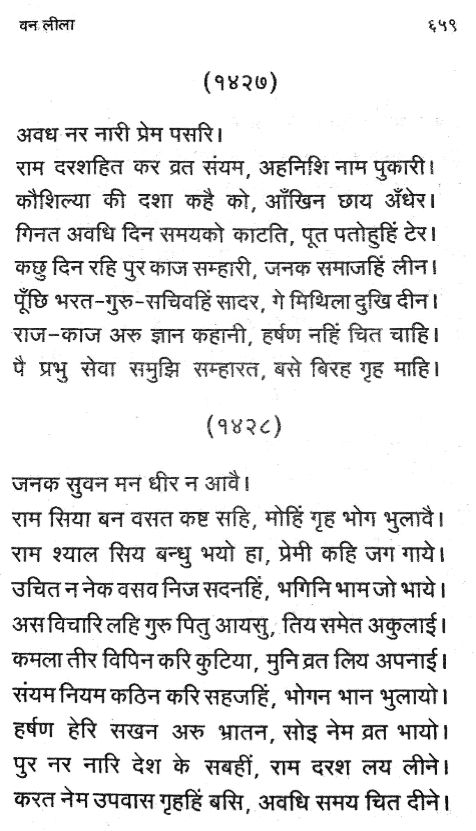 वन लीला ६५९
(१४२७)
अवध नर नारी प्रेम पसरि।
राम दरशहित कर व्रत संयम, अहनिशि नाम पुकारी।
कौशिल्या की दशा कहै को, आँखिन छाय अँधेर।
गिनत अवधि दिन समयको काटति, पूत पतोहुहिं टेर।
कछु दिन रहि पुर काज सम्हारी, जनक समाजहिं लीन।
पूँछि भरत-गुरु-सचिवहिं सादर, गे मिथिला दुखि दीन।
राज-काज अरु ज्ञान कहानी, हर्षण नहिं चित चाहि।
पै प्रभु सेवा समुझि सम्हारत, बसे बिरह गृह माहि।
(१४२८)
जनक सुवन मन धीर न आवै।
राम सिया बन वसत कष्ट सहि, मोहिं गृह भोग भुलावै।
राम श्याल सिय बन्धु भयो हा, प्रेमी कहि जग गाये।
उचित न नेक वसव निज सदनहिं, भगिनि भाम जो भाये।
अस विचारि लहि गुरु पितु आयसु, तिय समेत अकुलाई।
कमला तीर विपिन करि कुटिया, मुनि व्रत लिय अपनाई।
संयम नियम कठिन करि सहजहिं, भोगन भान भुलायो।
हर्षण हेरि सखन अरु भ्रातन, सोइ नेम व्रत भायो।
पुर नर नारि देश के सबहीं, राम दरश लय लीने।
करत नेम उपवास गृहहिं बसि, अवधि समय चित दीने।